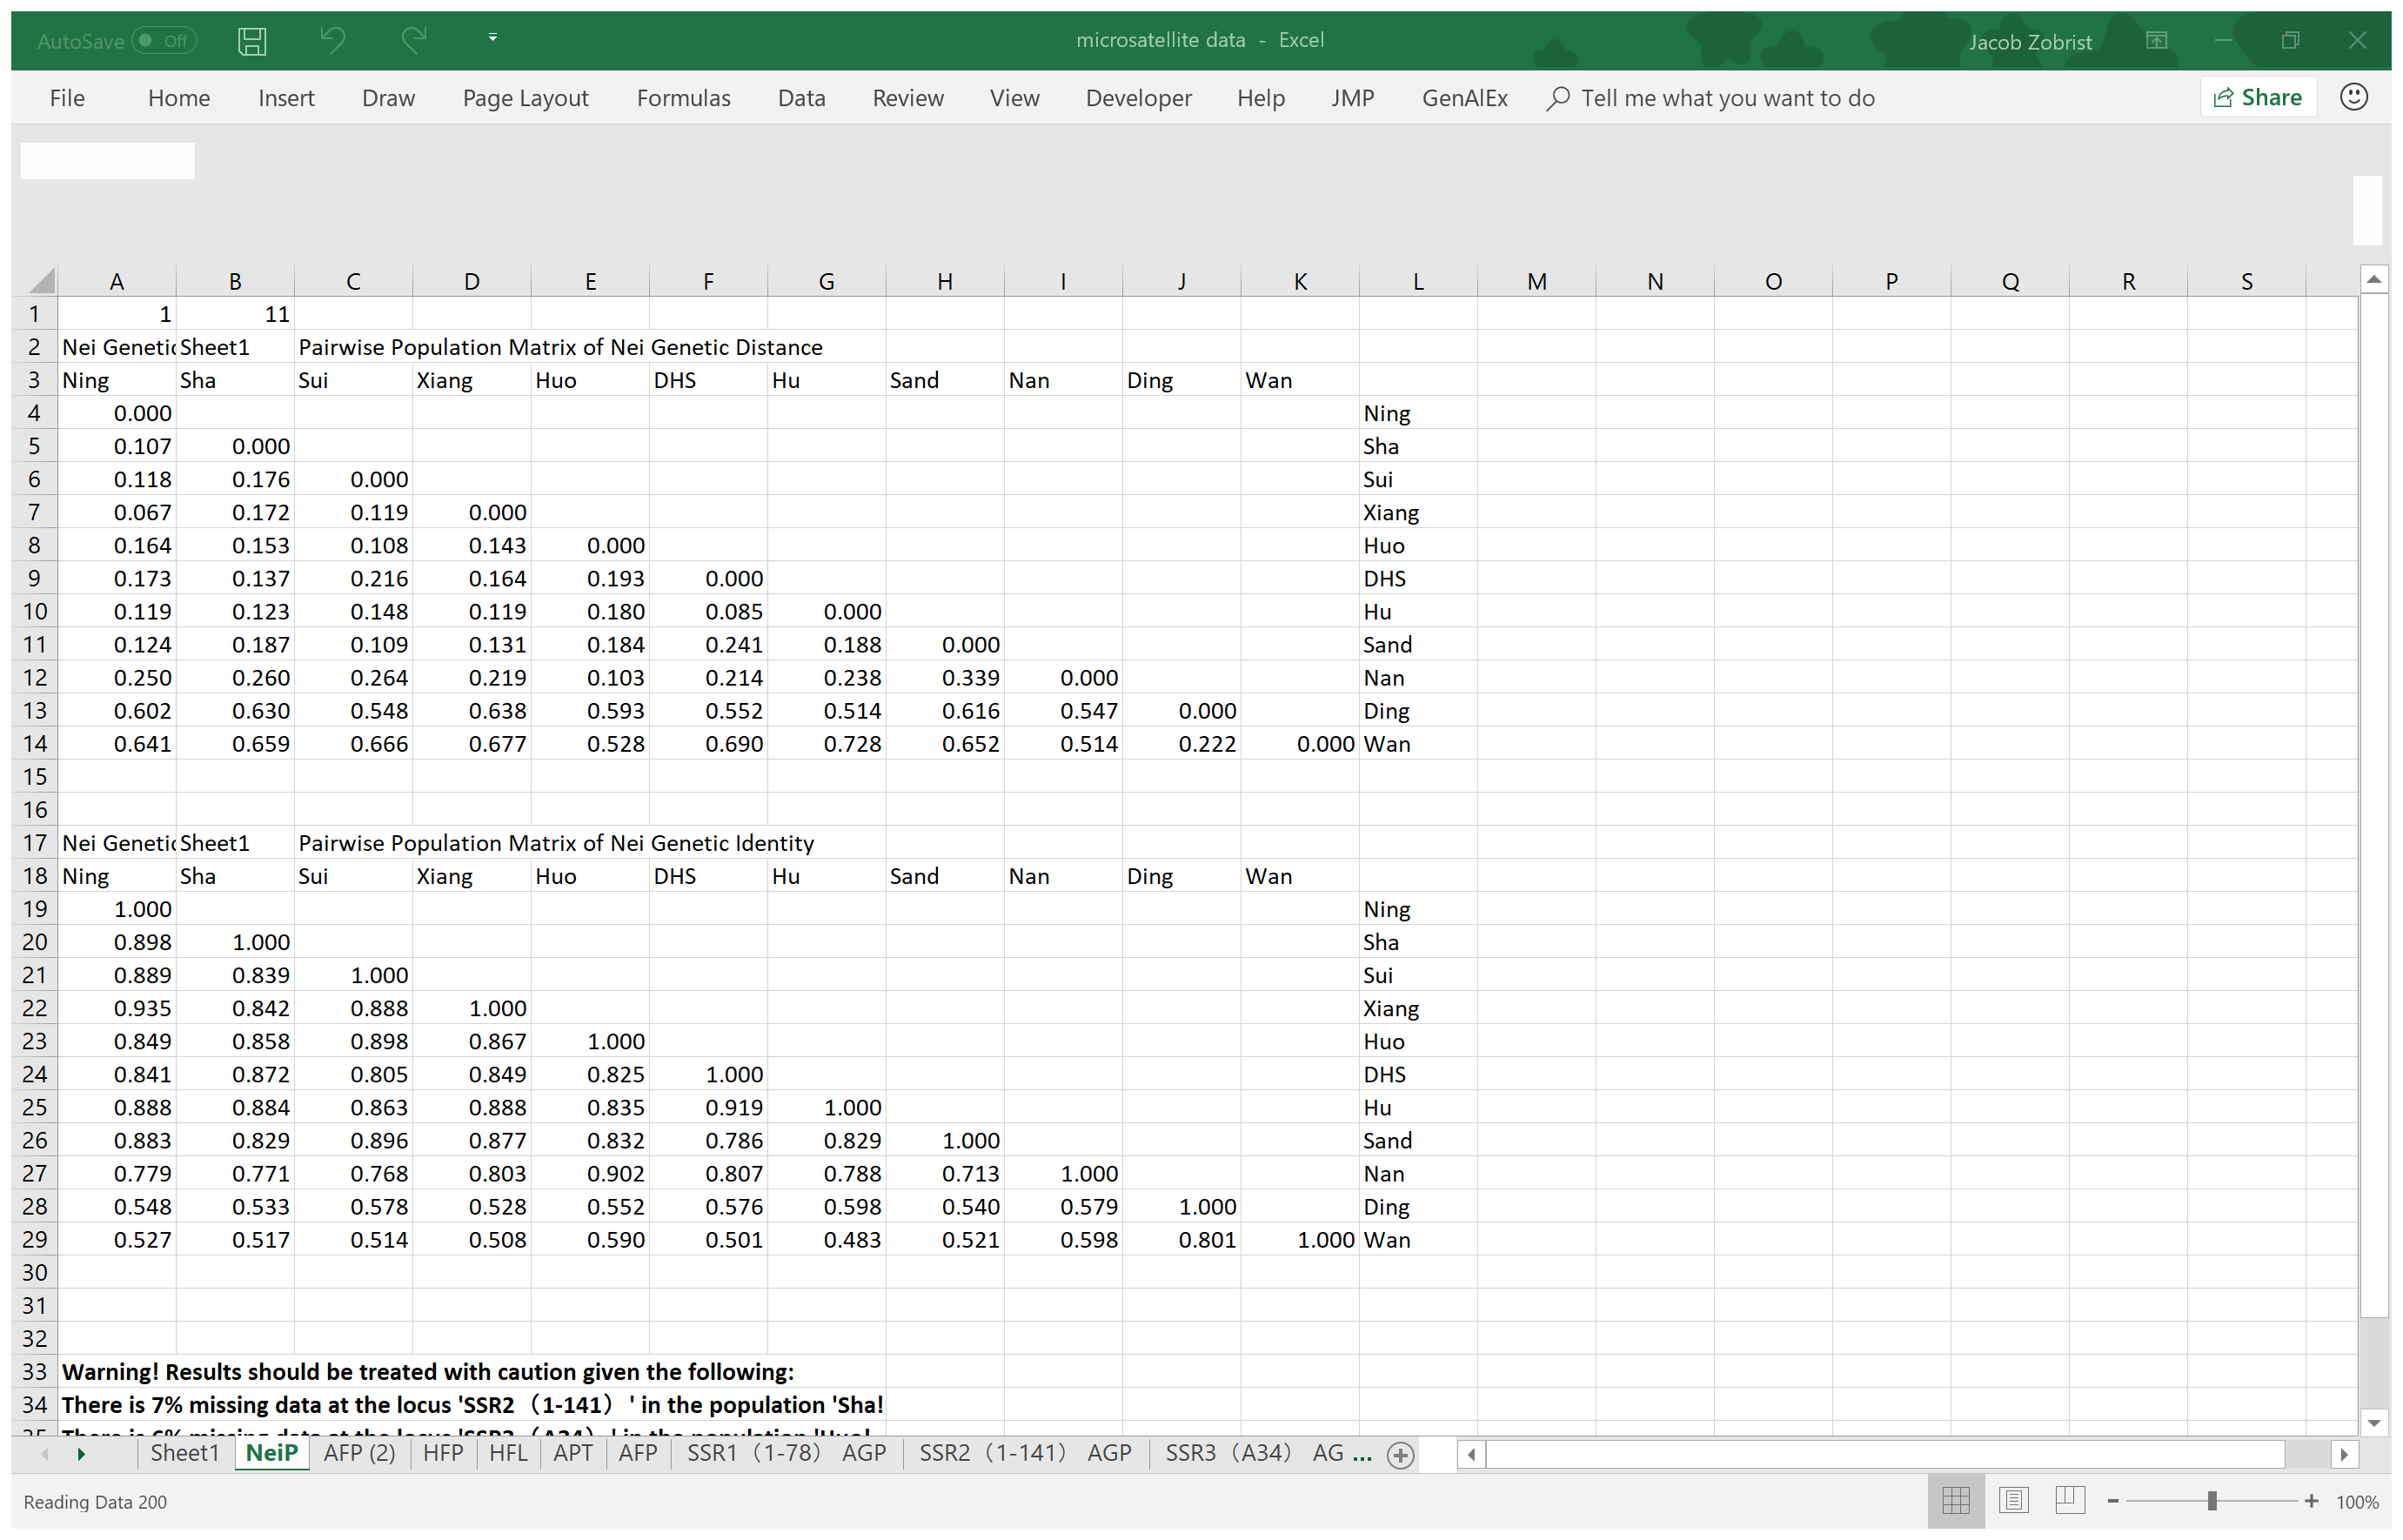 AutoSave Off microsatellite data - Excel Jacob Zobrist
File Home Insert Draw Page Layout Formulas Data Review View Developer Help JMP GenAlEx Tell me what you want to do Share
A B C D E F G H I J K L M N O P Q R S
1 1 11
2 Nei Genetic Sheet1 Pairwise Population Matrix of Nei Genetic Distance
3 Ning Sha Sui Xiang Huo DHS Hu Sand Nan Ding Wan
4 0.000 Ning
5 0.107 0.000 Sha
6 0.118 0.176 0.000 Sui
7 0.067 0.172 0.119 0.000 Xiang
8 0.164 0.153 0.108 0.143 0.000 Huo
9 0.173 0.137 0.216 0.164 0.193 0.000 DHS
10 0.119 0.123 0.148 0.119 0.180 0.085 0.000 Hu
11 0.124 0.187 0.109 0.131 0.184 0.241 0.188 0.000 Sand
12 0.250 0.260 0.264 0.219 0.103 0.214 0.238 0.339 0.000 Nan
13 0.602 0.630 0.548 0.638 0.593 0.552 0.514 0.616 0.547 0.000 Ding
14 0.641 0.659 0.666 0.677 0.528 0.690 0.728 0.652 0.514 0.222 0.000 Wan
15
16
17 Nei Genetic Sheet1 Pairwise Population Matrix of Nei Genetic Identity
18 Ning Sha Sui Xiang Huo DHS Hu Sand Nan Ding Wan
19 1.000 Ning
20 0.898 1.000 Sha
21 0.889 0.839 1.000 Sui
22 0.935 0.842 0.888 1.000 Xiang
23 0.849 0.858 0.898 0.867 1.000 Huo
24 0.841 0.872 0.805 0.849 0.825 1.000 DHS
25 0.888 0.884 0.863 0.888 0.835 0.919 1.000 Hu
26 0.883 0.829 0.896 0.877 0.832 0.786 0.829 1.000 Sand
27 0.779 0.771 0.768 0.803 0.902 0.807 0.788 0.713 1.000 Nan
28 0.548 0.533 0.578 0.528 0.552 0.576 0.598 0.540 0.579 1.000 Ding
29 0.527 0.517 0.514 0.508 0.590 0.501 0.483 0.521 0.598 0.801 1.000 Wan
30
31
32
33 Warning! Results should be treated with caution given the following:
34 There is 7% missing data at the locus 'SSR2（1-141）' in the population 'Sha!
Sheet1 NeiP AFP (2) HFP HFL APT AFP SSR1（1-78） AGP SSR2（1-141） AGP SSR3（A34） AG ...
Reading Data 200 100%